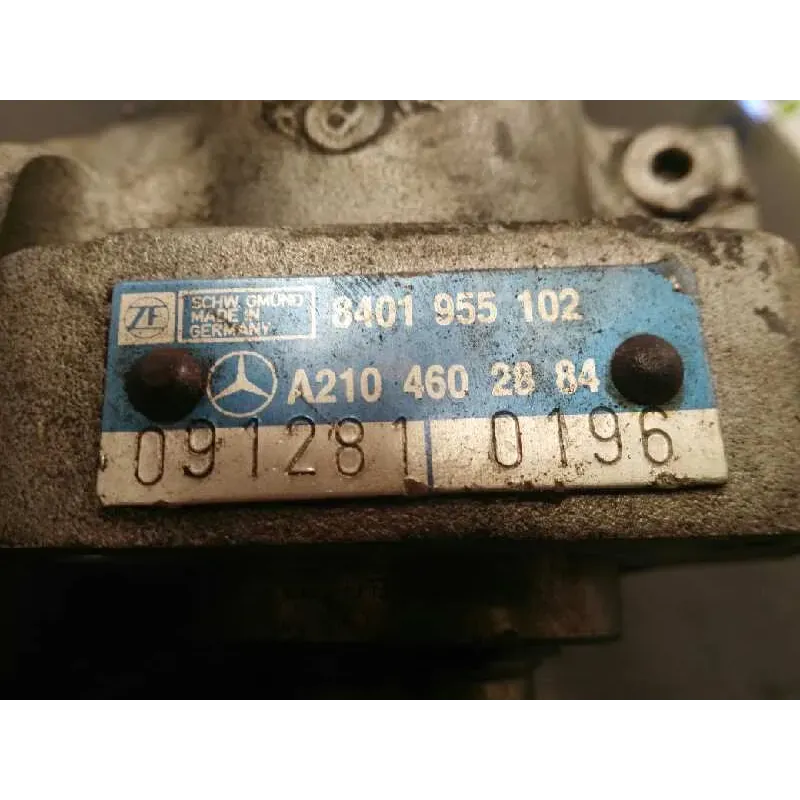 ZF SCHW. GMÜND
MADE IN
GERMANY
8401 955 102
A210 460 28 84
091281 0196